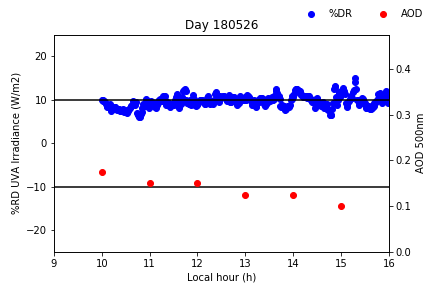 %DR AOD
Day 180526
%RD UVA Irradiance (W/m2)
20
10
0
−10
−20
AOD 500nm
0.4
0.3
0.2
0.1
0.0
9 10 11 12 13 14 15 16
Local hour (h)